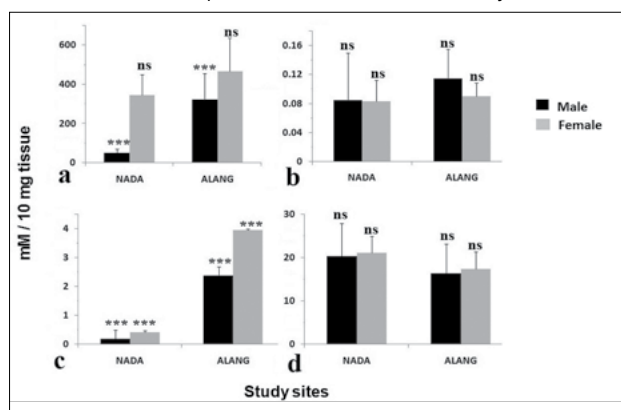 600
400
200
0
ns
ns
***
***
a
NADA
ALANG
0.16
0.12
0.08
0.04
0
ns
ns
ns
ns
b
NADA
ALANG
Male
Female
mM / 10 mg tissue
4
3
2
1
0
***
***
***
***
c
NADA
ALANG
30
20
10
0
ns
ns
ns
ns
d
NADA
ALANG
Study sites